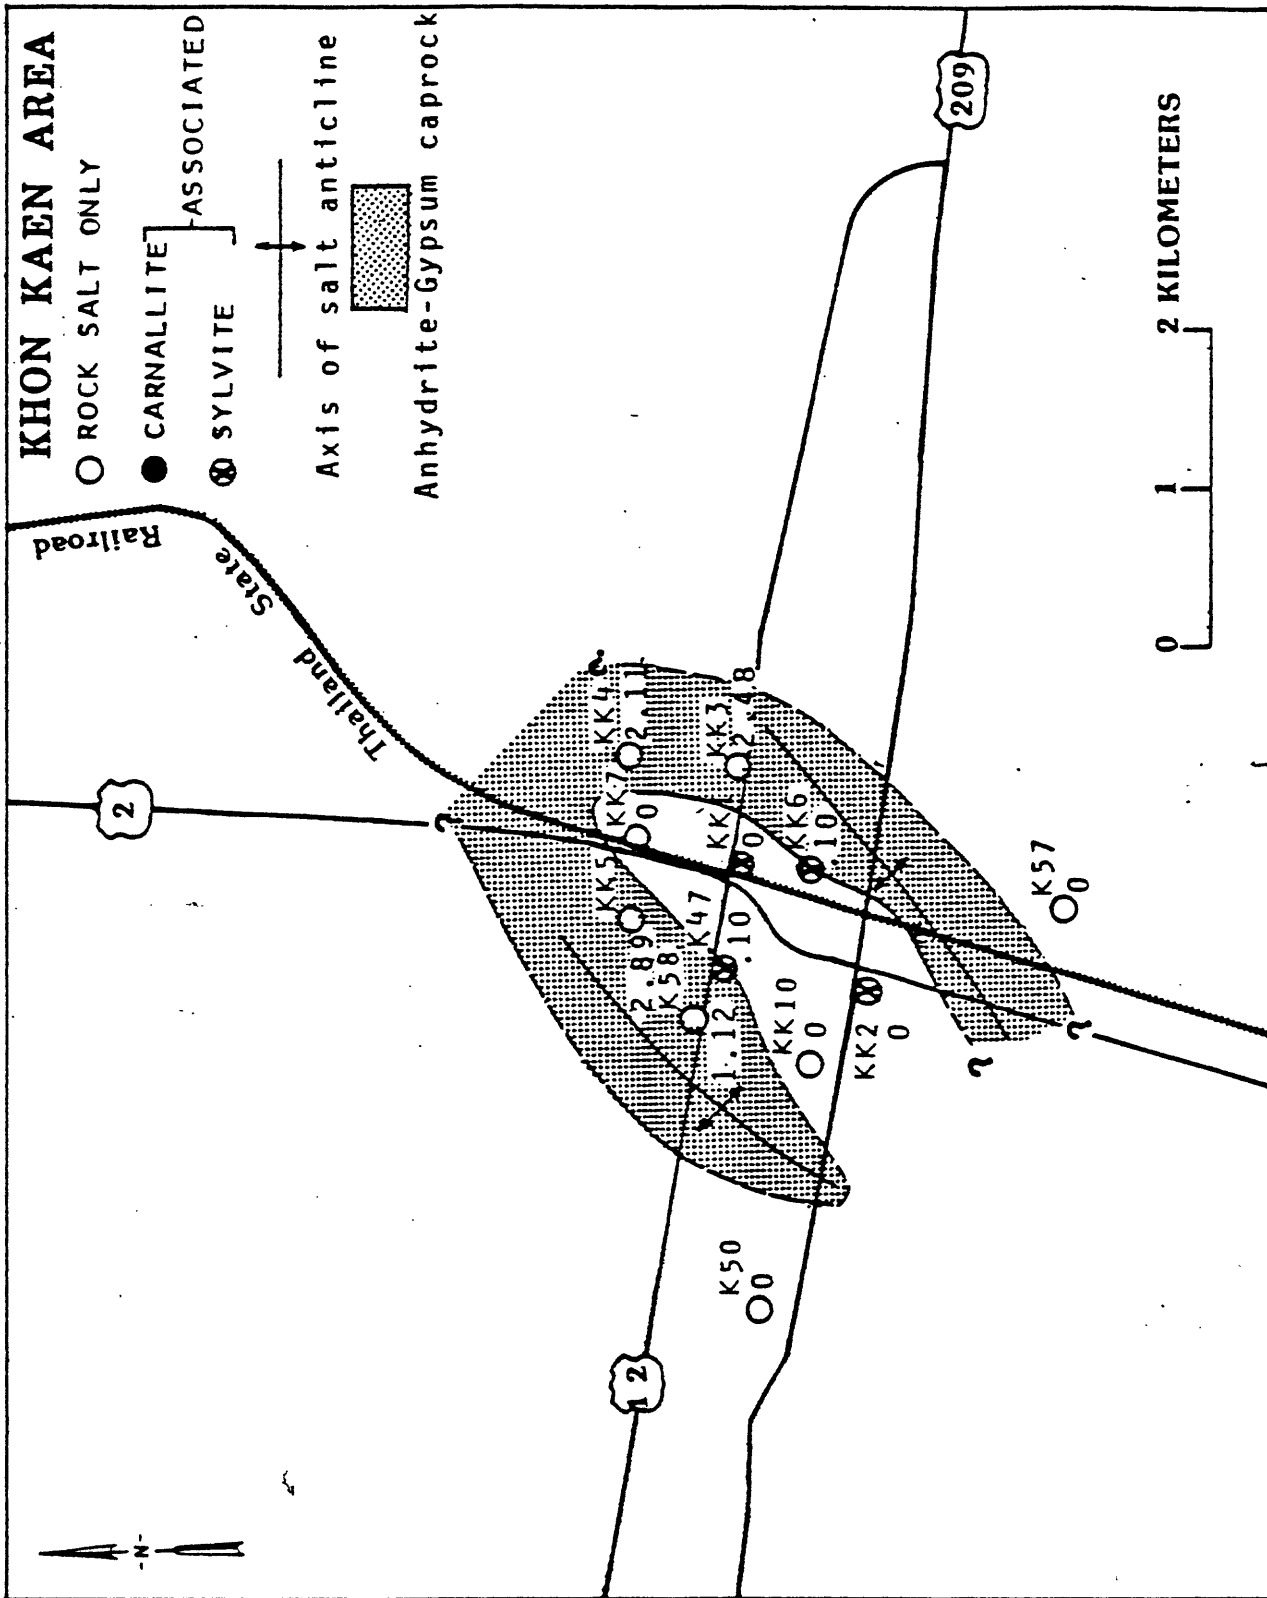 KHON KAEN AREA
ROCK SALT ONLY
CARNALLITE
SYLVITE
ASSOCIATED
Axis of salt anticline
Anhydrite-Gypsum caprock
-N-
2
Thailand State Railroad
12
209
KK4
2.11
KK7
0
KK5
2.89
KK3
2.48
K58
1.12
K47
.10
KK
0
KK6
.10
KK10
0
KK2
0
K50
0
K57
0
?
?
?
?
0 1 2 KILOMETERS